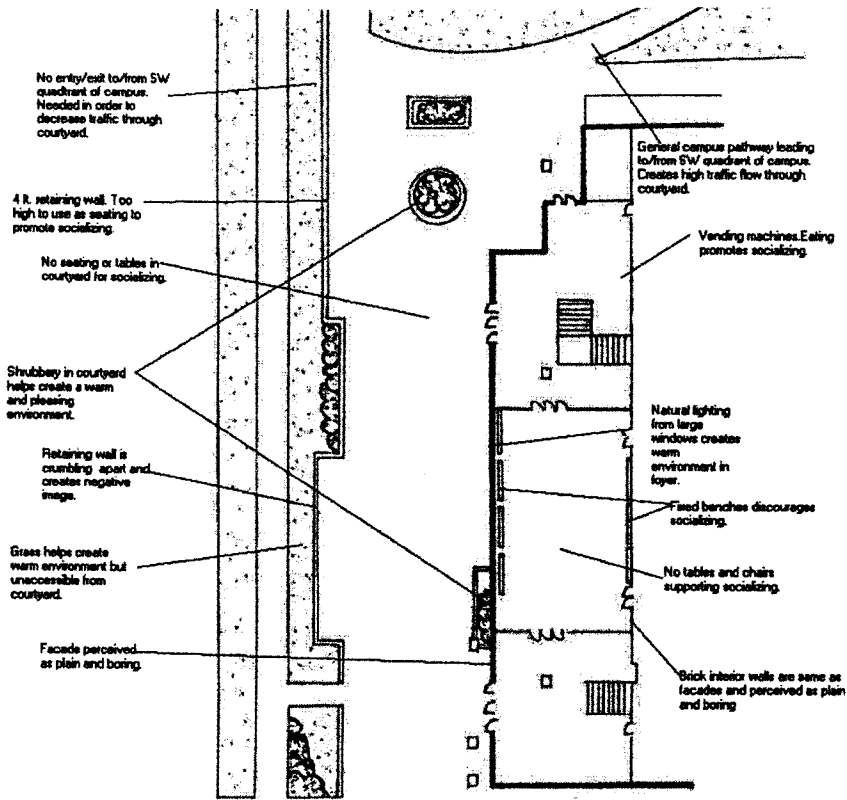 No entry/exit to/from SW
quadrant of campus.
Needed in order to
decrease traffic through
courtyard.
4 ft. retaining wall. Too
high to use as seating to
promote socializing.
No seating or tables in
courtyard for socializing.
Shrubbery in courtyard
helps create a warm
and pleasing
environment.
Retaining wall is
crumbling apart and
creates negative
image.
Grass helps create
warm environment but
unaccessible from
courtyard.
Facade perceived
as plain and boring.
General campus pathway leading
to/from SW quadrant of campus.
Creates high traffic flow through
courtyard.
Vending machines.Eating
promotes socializing.
Natural lighting
from large
windows creates
warm
environment in
foyer.
Fixed benches discourages
socializing.
No tables and chairs
supporting socializing.
Brick interior walls are same as
facades and perceived as plain
and boring